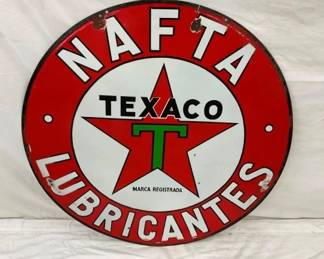 NAFTA
TEXACO
T
MARCA REGISTRADA
LUBRICANTES